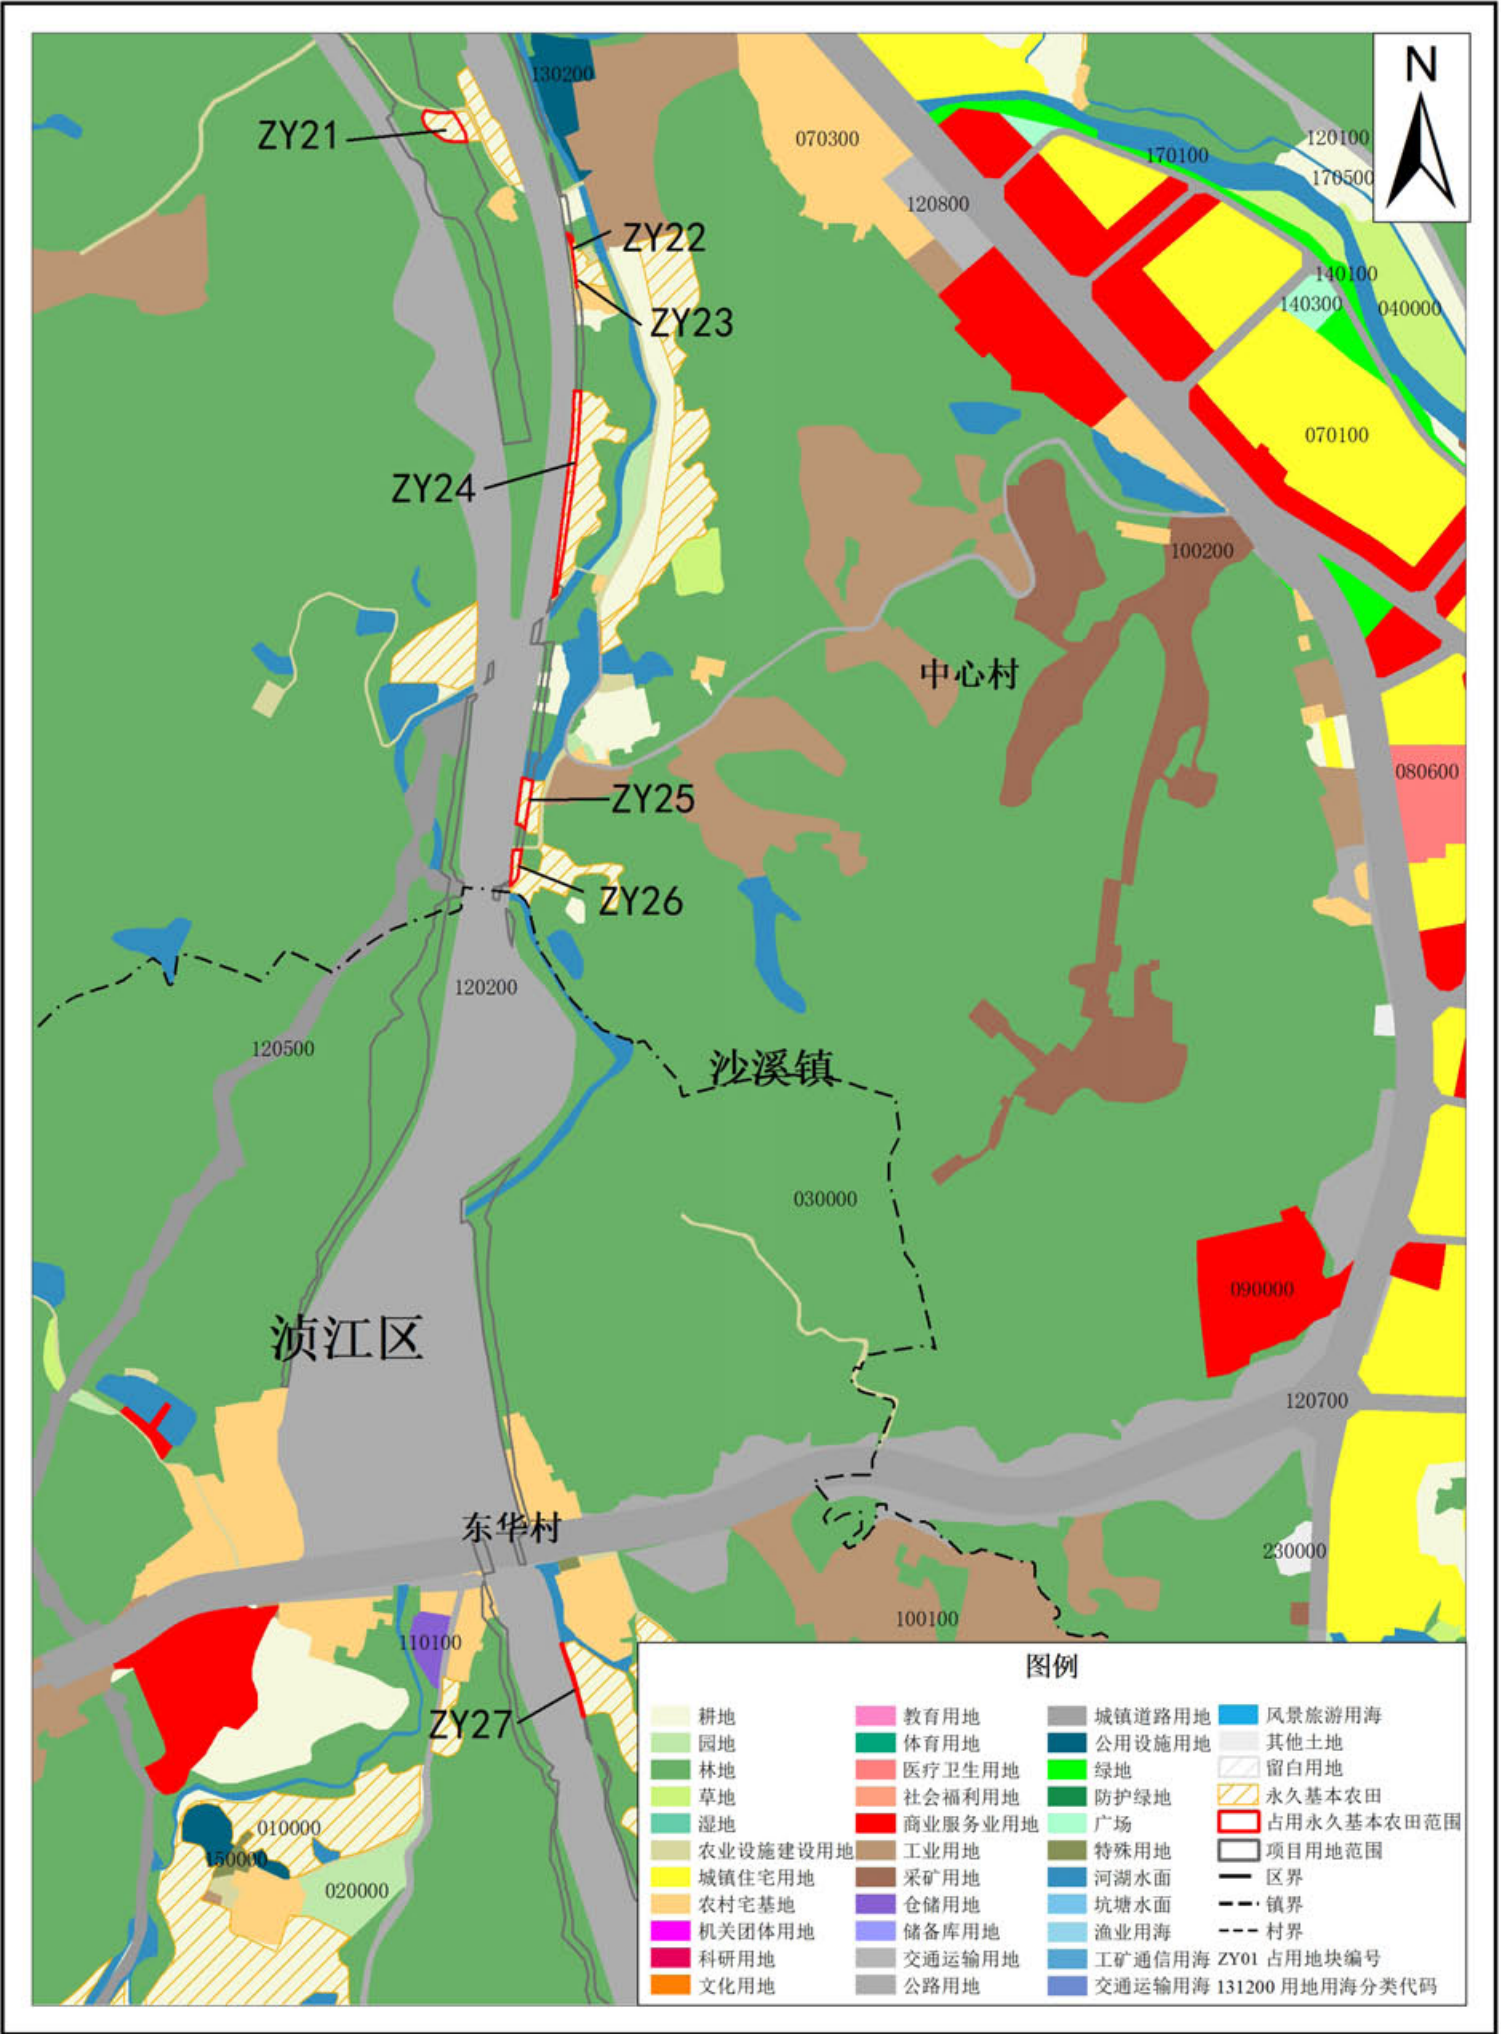 N
130200
ZY21
070300
120100
170100
170500
120800
ZY22
140100
140300
040000
ZY23
070100
ZY24
100200
中心村
080600
ZY25
ZY26
120200
120500
沙溪镇
030000
090000
浈江区
120700
东华村
230000
100100
110100
ZY27
010000
150000
020000
图例
耕地
园地
林地
草地
湿地
农业设施建设用地
城镇住宅用地
农村宅基地
机关团体用地
科研用地
文化用地
教育用地
体育用地
医疗卫生用地
社会福利用地
商业服务业用地
工业用地
采矿用地
仓储用地
储备库用地
交通运输用地
公路用地
城镇道路用地
公用设施用地
绿地
防护绿地
广场
特殊用地
河湖水面
坑塘水面
渔业用海
工矿通信用海
交通运输用海
风景旅游用海
其他土地
留白用地
永久基本农田
占用永久基本农田范围
项目用地范围
区界
镇界
村界
ZY01 占用地块编号
131200 用地用海分类代码